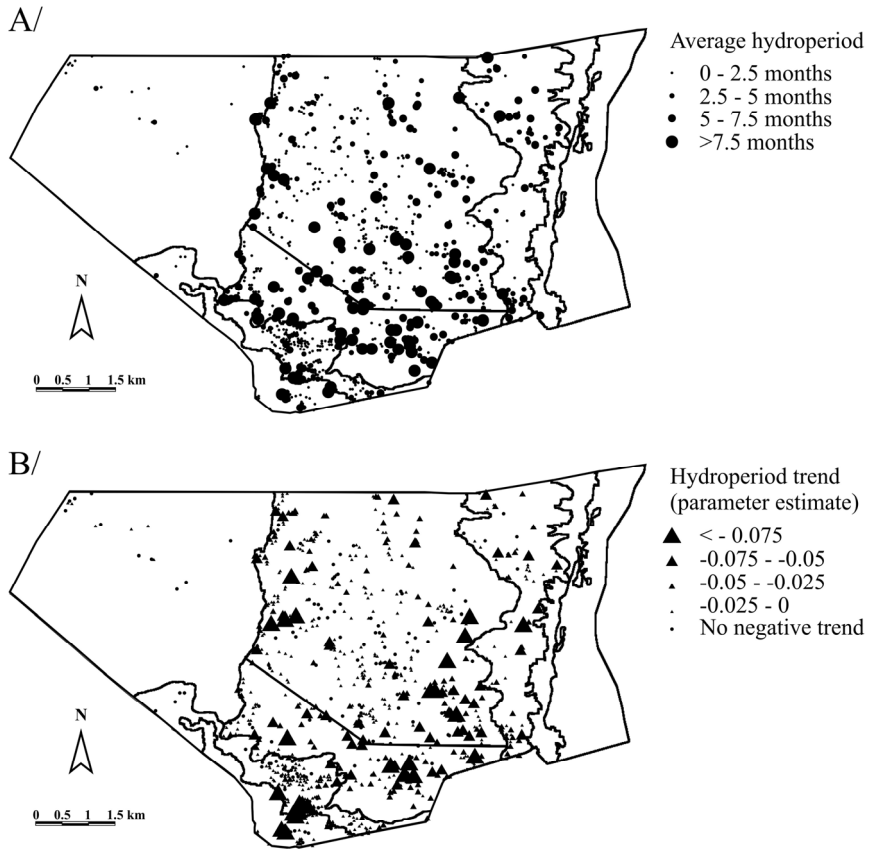 A/
Average hydroperiod
0 - 2.5 months
2.5 - 5 months
5 - 7.5 months
>7.5 months
N
0 0.5 1 1.5 km
B/
Hydroperiod trend
(parameter estimate)
< - 0.075
-0.075 - -0.05
-0.05 - -0.025
-0.025 - 0
No negative trend
N
0 0.5 1 1.5 km